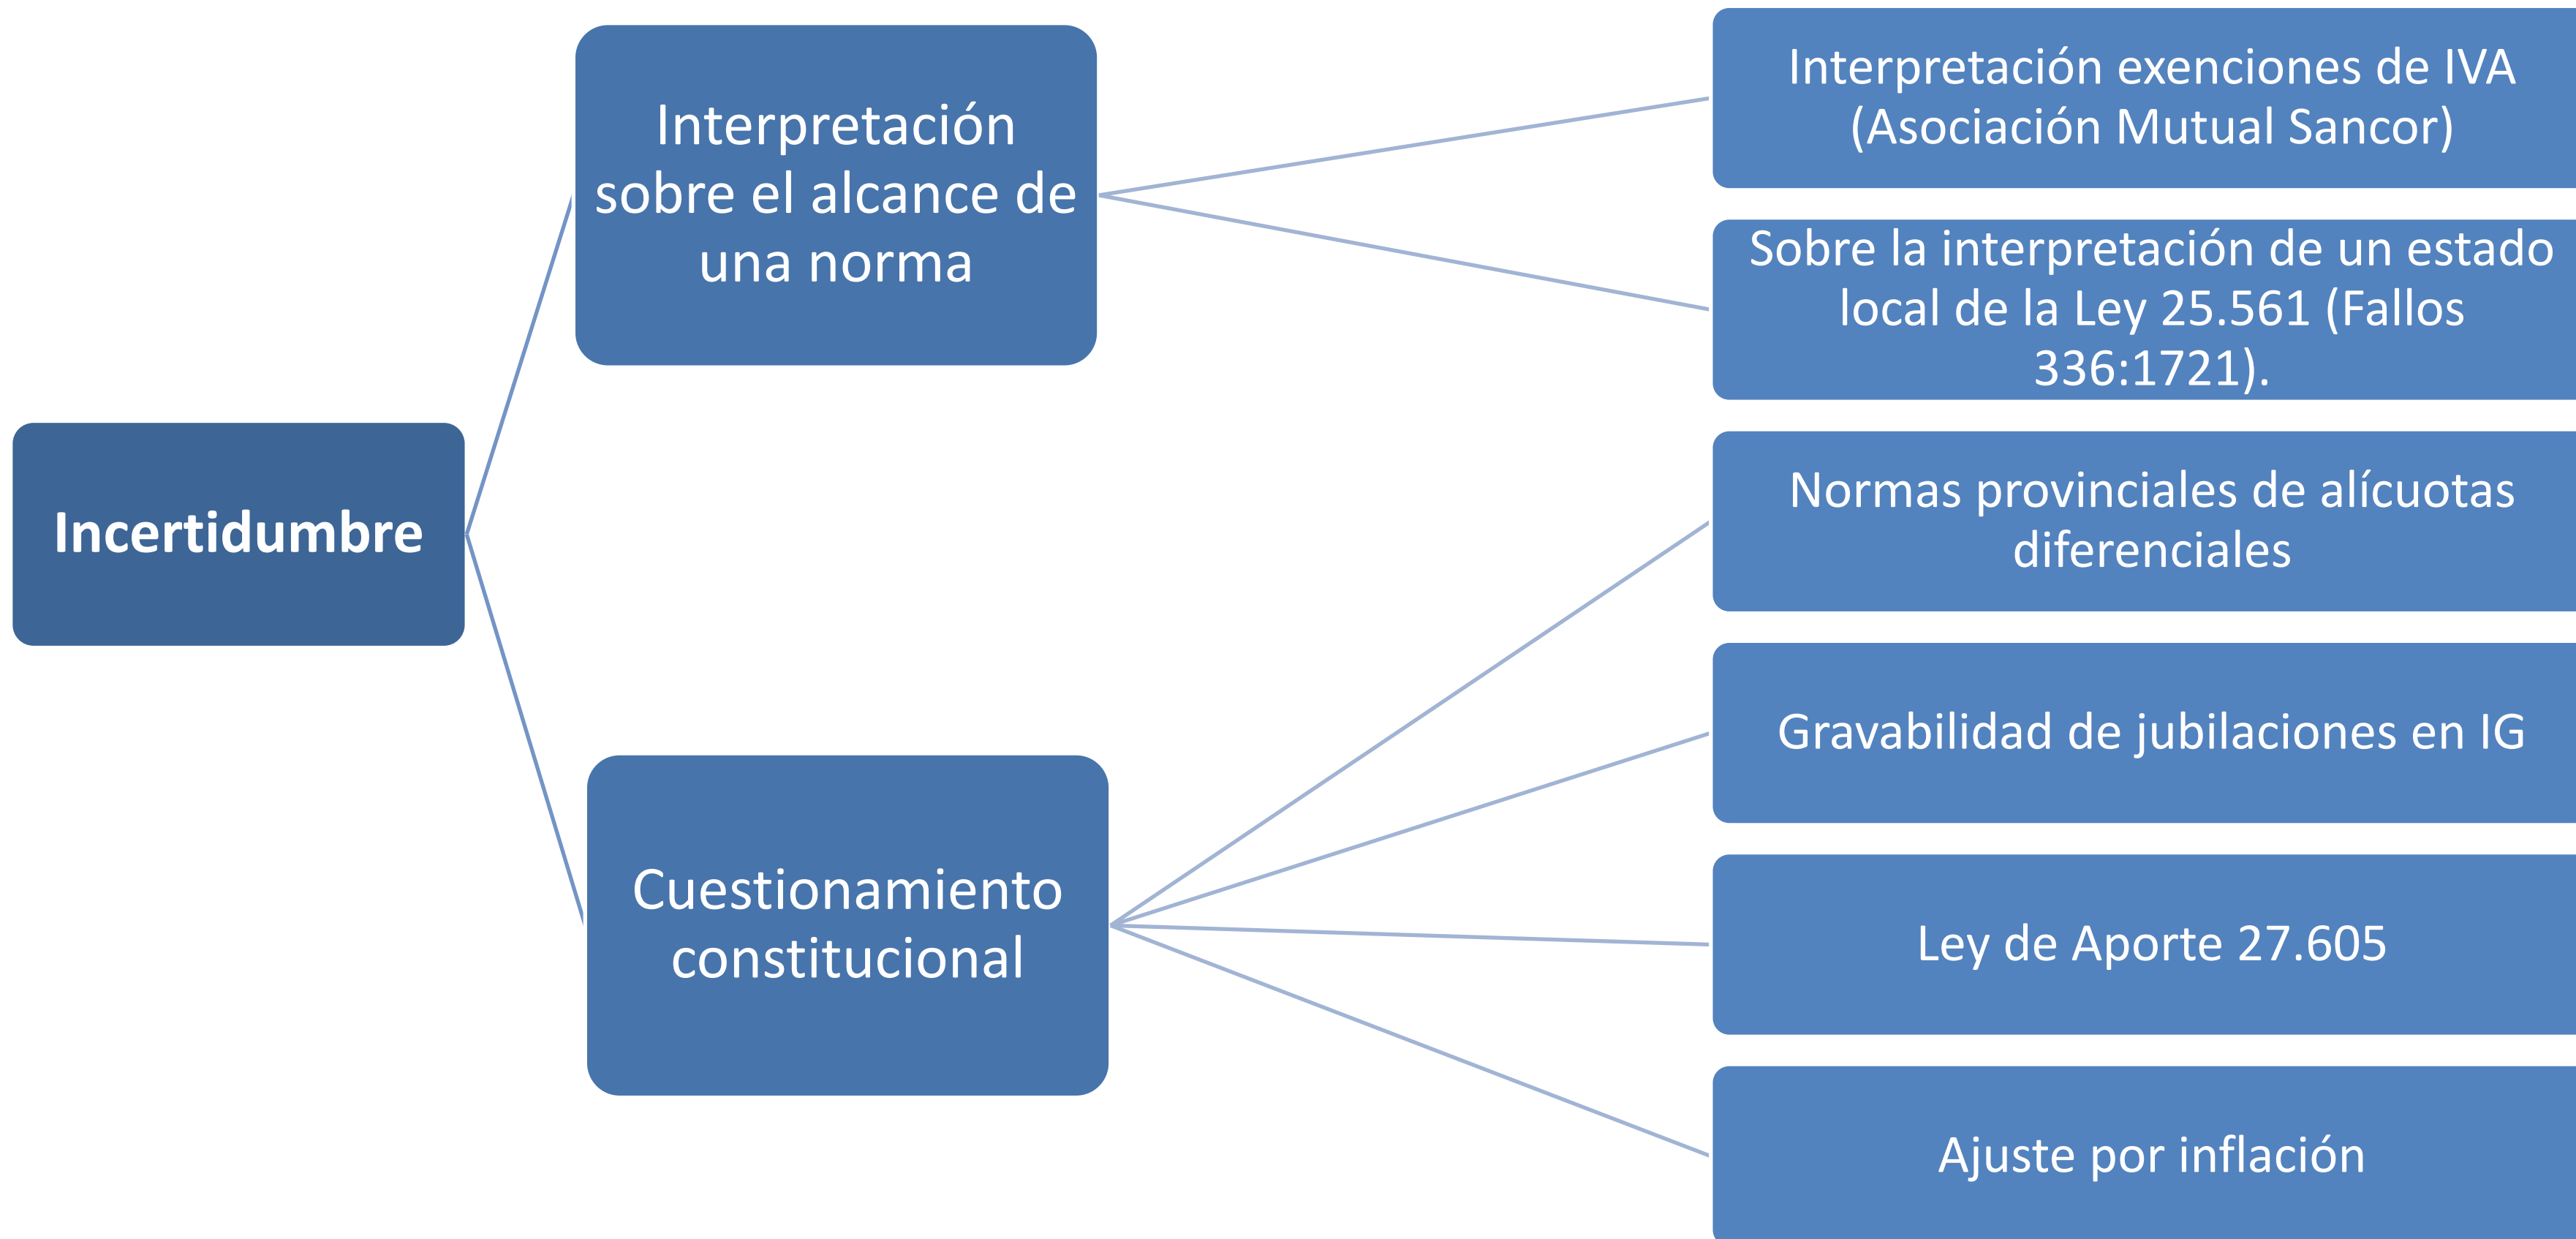 Incertidumbre
Interpretación
sobre el alcance de
una norma
Interpretación exenciones de IVA
(Asociación Mutual Sancor)
Sobre la interpretación de un estado
local de la Ley 25.561 (Fallos
336:1721).
Cuestionamiento
constitucional
Normas provinciales de alícuotas
diferenciales
Gravabilidad de jubilaciones en IG
Ley de Aporte 27.605
Ajuste por inflación